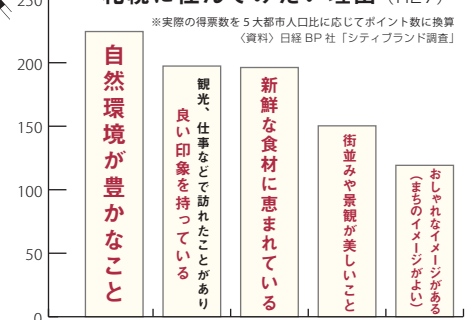 札幌に住んでみたい理由（H27）
※実際の得票数を5大都市人口比に応じてポイント数に換算
〈資料〉日経BP社「シティブランド調査」
250
200
150
100
50
0
自然環境が豊かなこと
観光、仕事などで訪れたことがあり
良い印象を持っている
新鮮な食材に恵まれている
街並みや景観が美しいこと
おしゃれなイメージがある
（まちのイメージがよい）